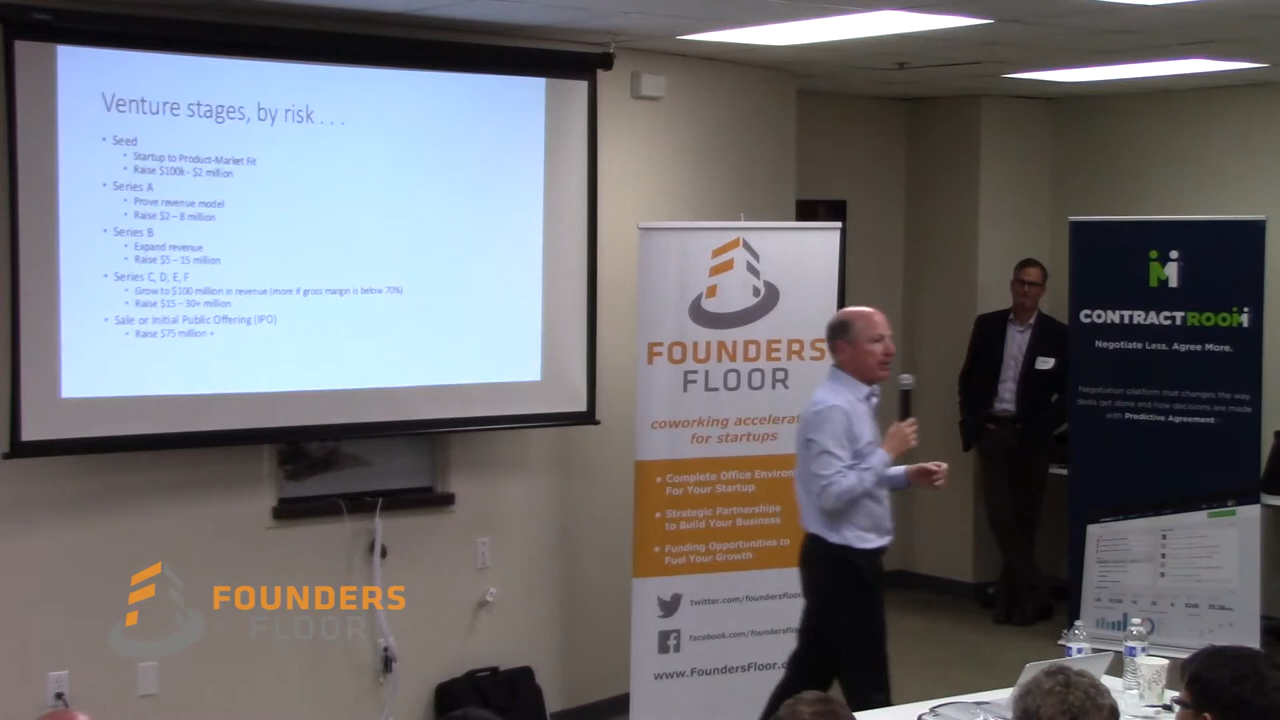 Venture stages, by risk . . .
• Seed
• Startup to Product-Market Fit
• Raise $100k - $2 million
• Series A
• Prove revenue model
• Raise $2 – 8 million
• Series B
• Expand revenue
• Raise $5 – 15 million
• Series C, D, E, F
• Grow to $100 million in revenue (more if gross margin is below 70%)
• Raise $15 – 30+ million
• Sale or Initial Public Offering (IPO)
• Raise $75 million +
FOUNDERS
FLOOR
coworking accelerat
for startups
• Complete Office Environ
For Your Startup
• Strategic Partnerships
to Build Your Business
• Funding Opportunities to
Fuel Your Growth
twitter.com/foundersfloo
facebook.com/foundersfl
www.FoundersFloor.
CONTRACTROOM
Negotiate Less. Agree More.
Negotiation platform that changes the way
deals get done and how decisions are made
with Predictive Agreement
FOUNDERS
FLOOR